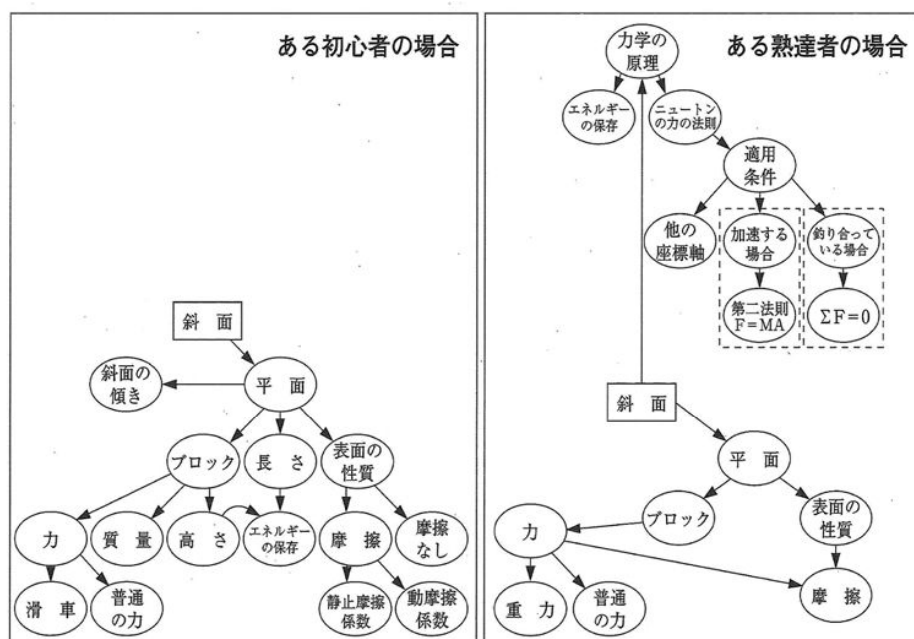 ある初心者の場合
斜 面
斜面の
傾き
平 面
ブロック
長 さ
表面の
性質
力
質 量
高 さ
エネルギー
の保存
摩 擦
摩擦
なし
滑 車
普通
の力
静止摩擦
係数
動摩擦
係数
ある熟達者の場合
力学の
原理
エネルギー
の保存
ニュートン
の力の法則
適用
条件
他の
座標軸
加速する
場合
釣り合って
いる場合
第二法則
F=MA
ΣF=0
斜 面
平 面
ブロック
表面の
性質
力
重 力
普通
の力
摩 擦